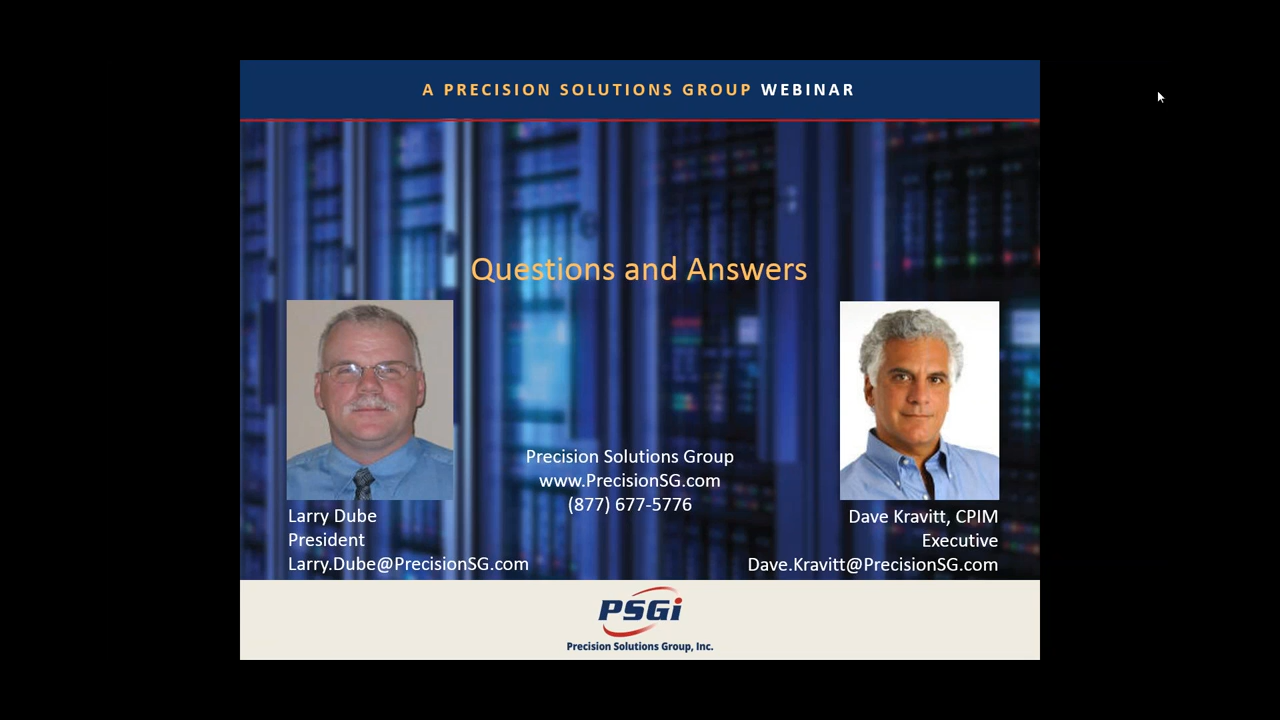 A PRECISION SOLUTIONS GROUP WEBINAR
Questions and Answers
Precision Solutions Group
www.PrecisionSG.com
(877) 677-5776
Larry Dube
President
Larry.Dube@PrecisionSG.com
Dave Kravitt, CPIM
Executive
Dave.Kravitt@PrecisionSG.com
PSGi
Precision Solutions Group, Inc.